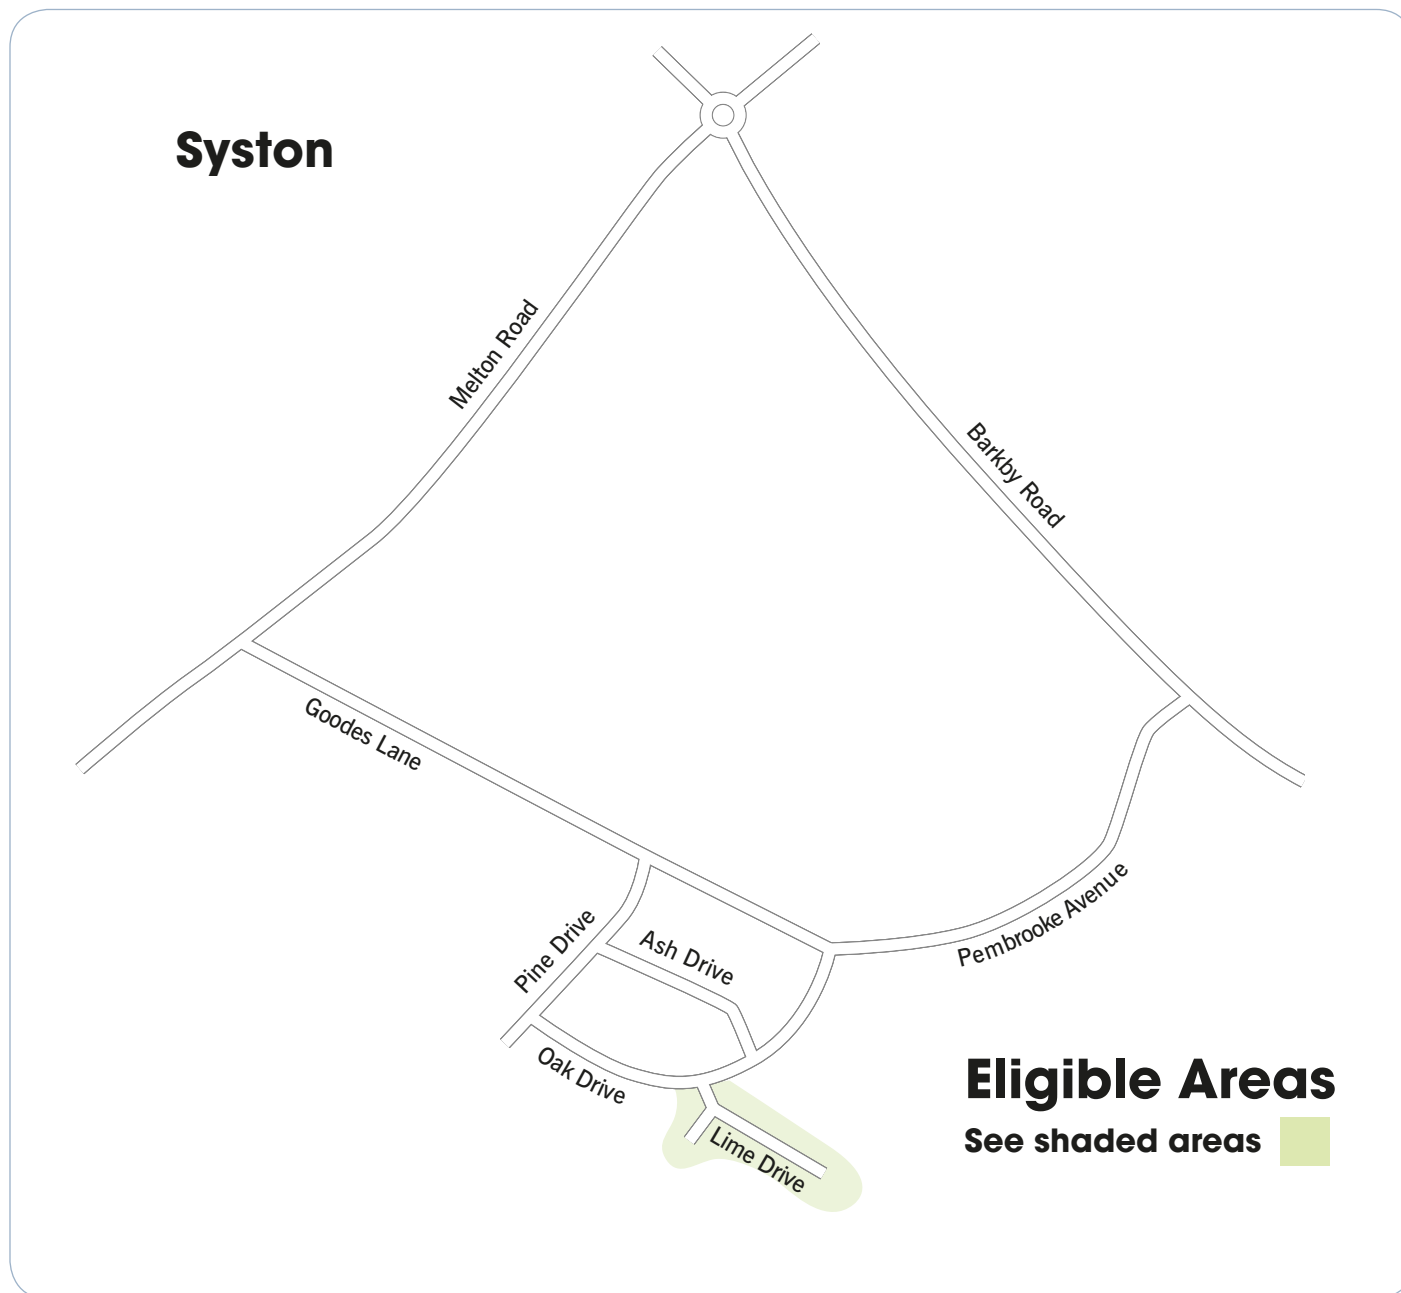 Syston
Melton Road
Barkby Road
Goodes Lane
Pembrooke Avenue
Pine Drive
Ash Drive
Oak Drive
Lime Drive
Eligible Areas
See shaded areas